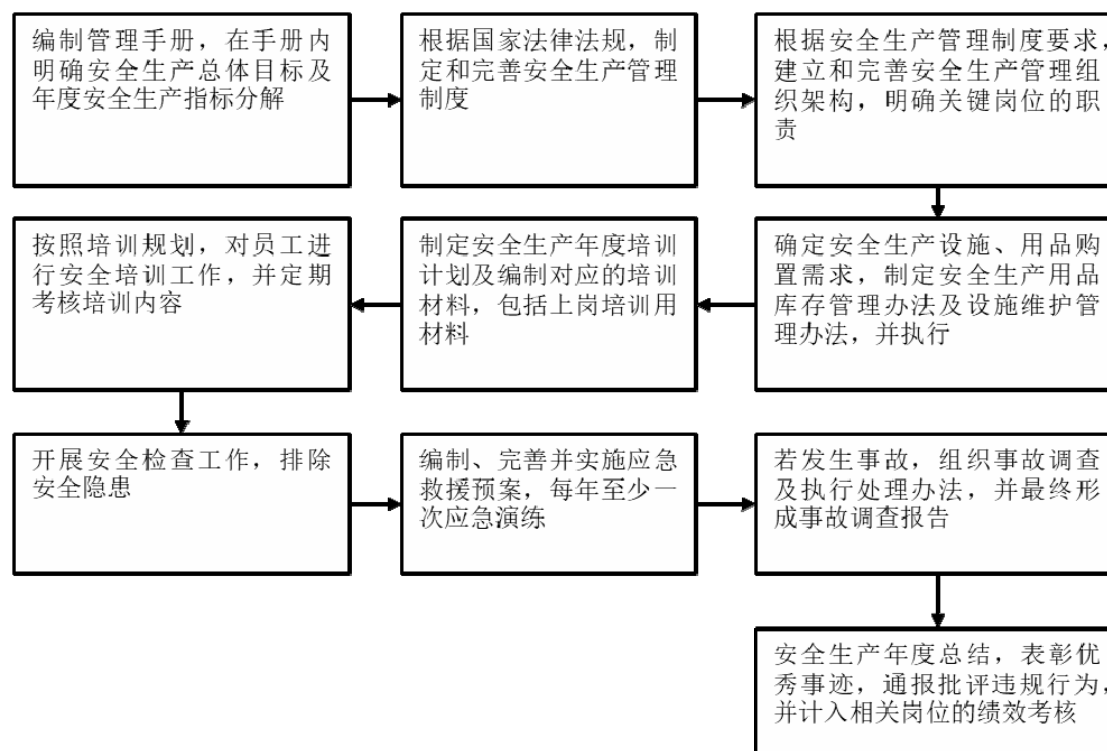 编制管理手册，在手册内
明确安全生产总体目标及
年度安全生产指标分解
根据国家法律法规，制
定和完善安全生产管理
制度
根据安全生产管理制度要求，
建立和完善安全生产管理组
织架构，明确关键岗位的职
责
确定安全生产设施、用品购
置需求，制定安全生产用品
库存管理办法及设施维护管
理办法，并执行
制定安全生产年度培训
计划及编制对应的培训
材料，包括上岗培训用
材料
按照培训规划，对员工进
行安全培训工作，并定期
考核培训内容
开展安全检查工作，排除
安全隐患
编制、完善并实施应急
救援预案，每年至少一
次应急演练
若发生事故，组织事故调查
及执行处理办法，并最终形
成事故调查报告
安全生产年度总结，表彰优
秀事迹，通报批评违规行为，
并计入相关岗位的绩效考核